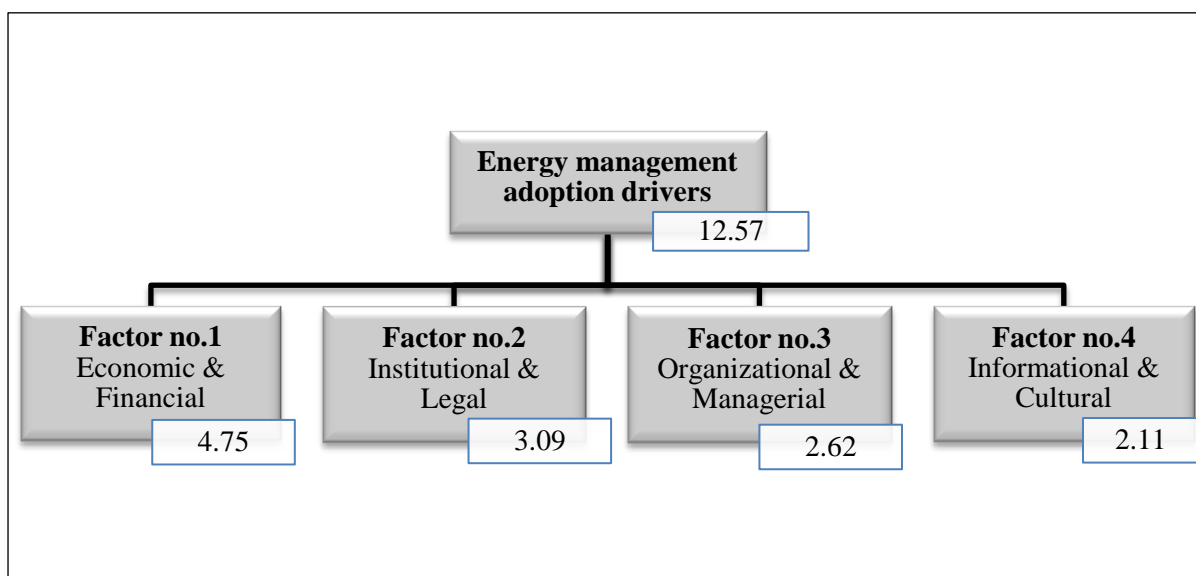 Energy management
adoption drivers
12.57
Factor no.1
Economic &
Financial
4.75
Factor no.2
Institutional &
Legal
3.09
Factor no.3
Organizational &
Managerial
2.62
Factor no.4
Informational &
Cultural
2.11